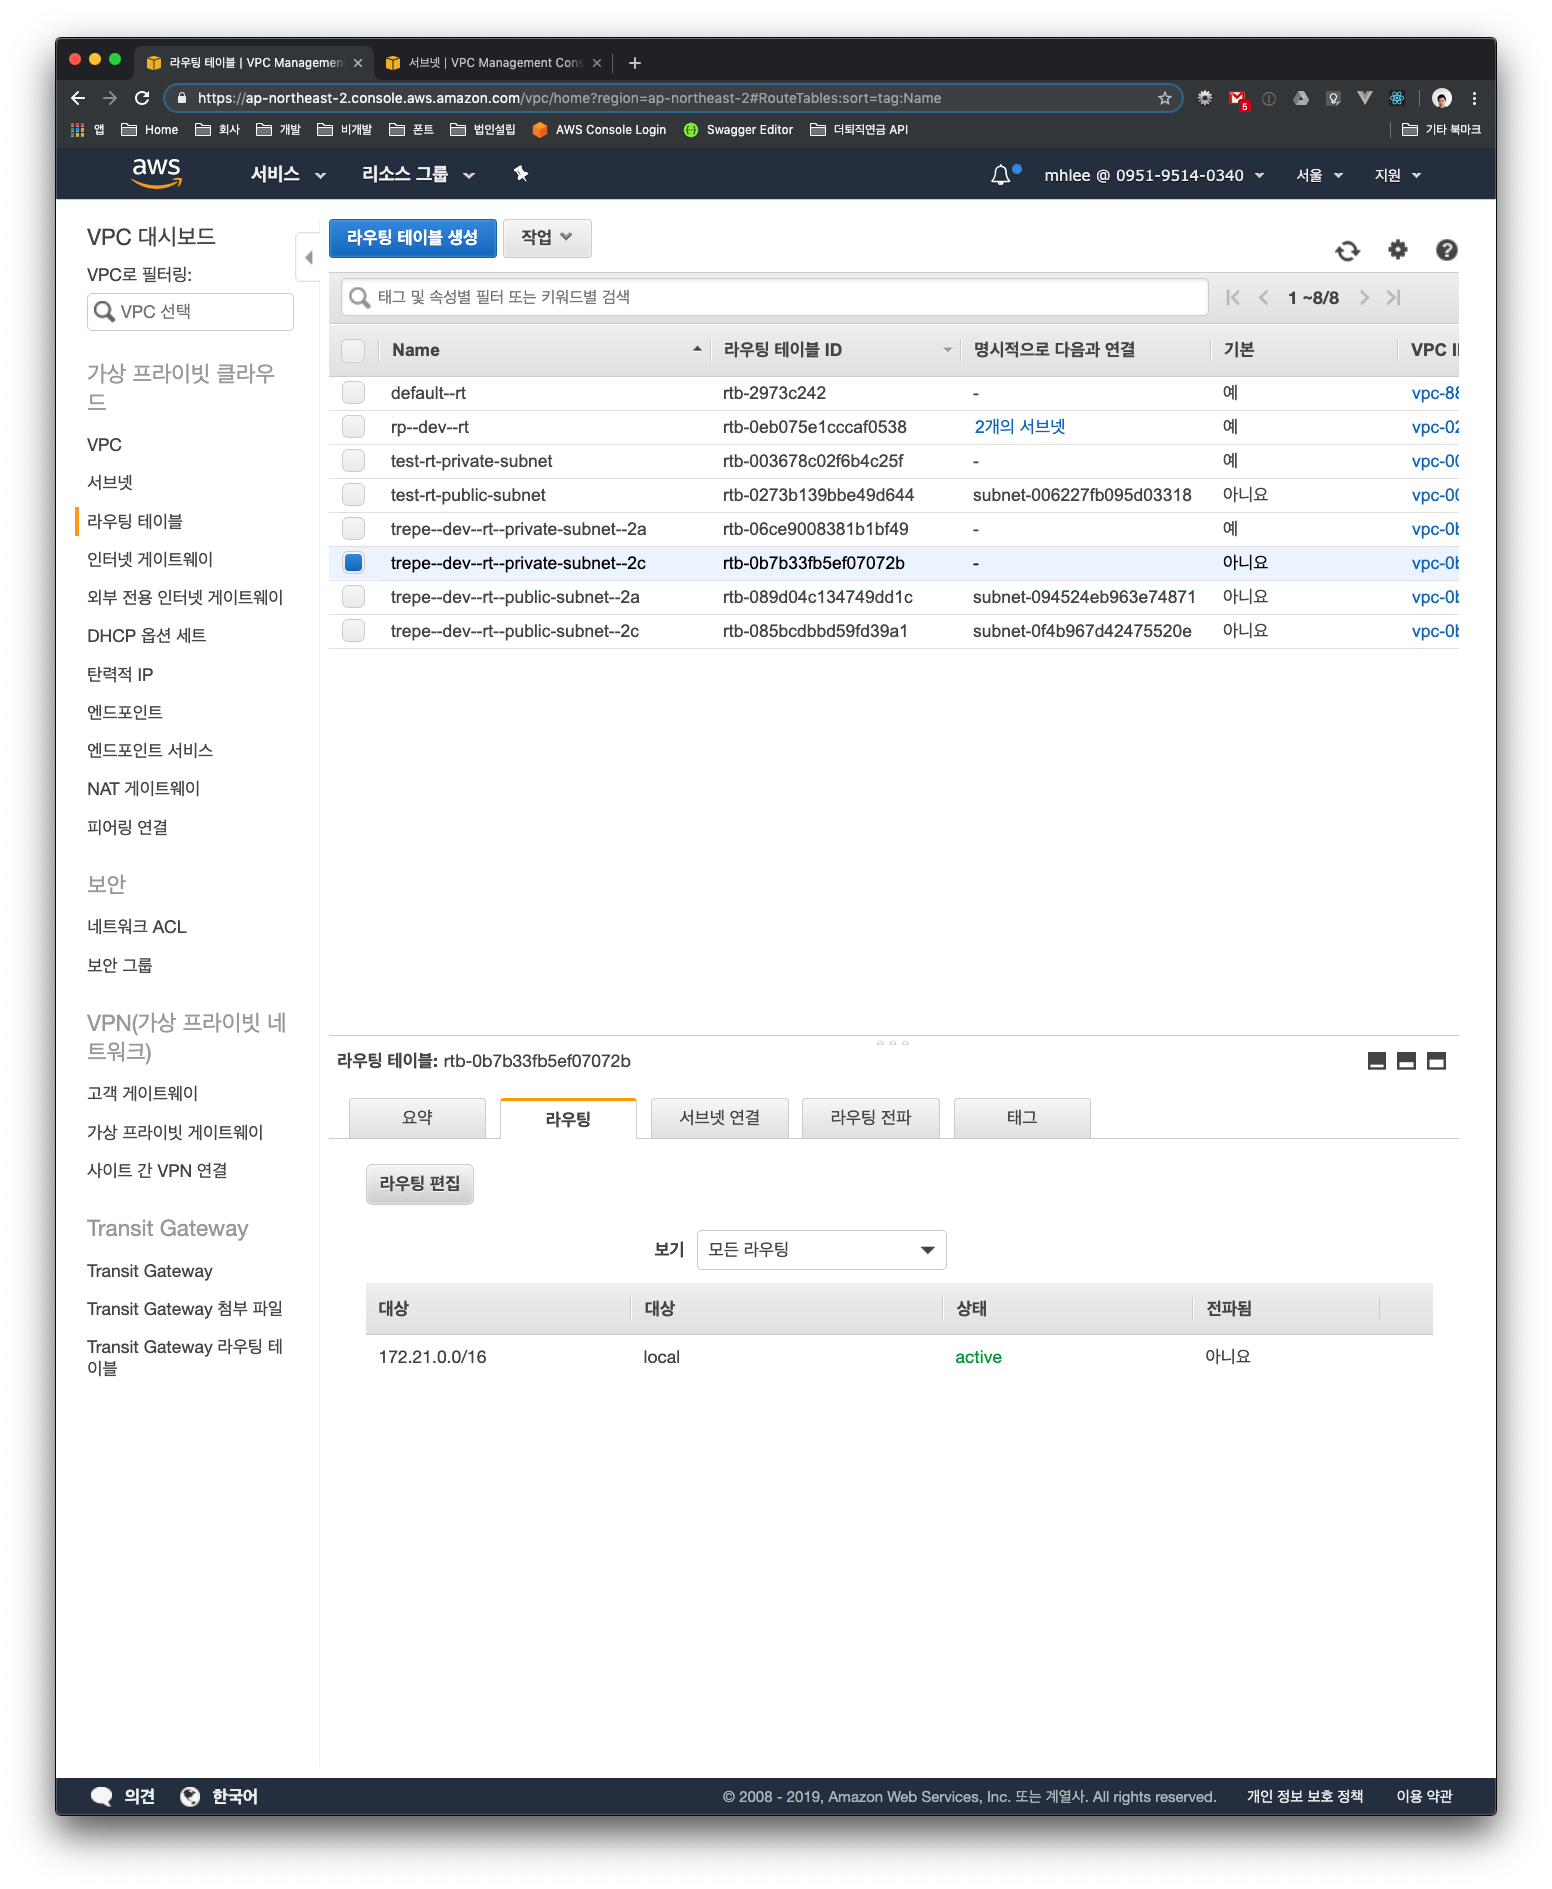 라우팅 테이블 | VPC Managemen
서브넷 | VPC Management Cons
https://ap-northeast-2.console.aws.amazon.com/vpc/home?region=ap-northeast-2#RouteTables:sort=tag:Name
5
앱 Home 회사 개발 비개발 폰트 법인설립 AWS Console Login Swagger Editor 더퇴직연금 API 기타 북마크
aws 서비스 리소스 그룹 mhlee @ 0951-9514-0340 서울 지원
VPC 대시보드
VPC로 필터링:
VPC 선택
가상 프라이빗 클라우
드
VPC
서브넷
라우팅 테이블
인터넷 게이트웨이
외부 전용 인터넷 게이트웨이
DHCP 옵션 세트
탄력적 IP
엔드포인트
엔드포인트 서비스
NAT 게이트웨이
피어링 연결
보안
네트워크 ACL
보안 그룹
VPN(가상 프라이빗 네
트워크)
고객 게이트웨이
가상 프라이빗 게이트웨이
사이트 간 VPN 연결
Transit Gateway
Transit Gateway
Transit Gateway 첨부 파일
Transit Gateway 라우팅 테
이블
라우팅 테이블 생성 작업
태그 및 속성별 필터 또는 키워드별 검색 1 ~8/8
Name 라우팅 테이블 ID 명시적으로 다음과 연결 기본 VPC I
default--rt rtb-2973c242 - 예 vpc-88
rp--dev--rt rtb-0eb075e1cccaf0538 2개의 서브넷 예 vpc-02
test-rt-private-subnet rtb-003678c02f6b4c25f - 예 vpc-00
test-rt-public-subnet rtb-0273b139bbe49d644 subnet-006227fb095d03318 아니요 vpc-00
trepe--dev--rt--private-subnet--2a rtb-06ce9008381b1bf49 - 예 vpc-0b
trepe--dev--rt--private-subnet--2c rtb-0b7b33fb5ef07072b - 아니요 vpc-0b
trepe--dev--rt--public-subnet--2a rtb-089d04c134749dd1c subnet-094524eb963e74871 아니요 vpc-0b
trepe--dev--rt--public-subnet--2c rtb-085bcdbbd59fd39a1 subnet-0f4b967d42475520e 아니요 vpc-0b
라우팅 테이블: rtb-0b7b33fb5ef07072b
요약 라우팅 서브넷 연결 라우팅 전파 태그
라우팅 편집
보기 모든 라우팅
대상 대상 상태 전파됨
172.21.0.0/16 local active 아니요
의견 한국어 © 2008 - 2019, Amazon Web Services, Inc. 또는 계열사. All rights reserved. 개인 정보 보호 정책 이용 약관